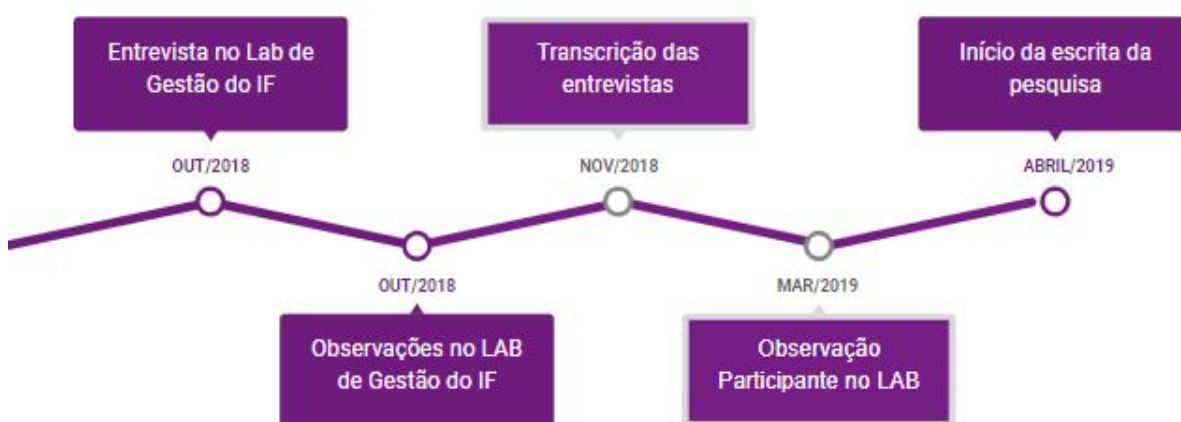 Entrevista no Lab de
Gestão do IF
OUT/2018
OUT/2018
Observações no LAB
de Gestão do IF
Transcrição das
entrevistas
NOV/2018
MAR/2019
Observação
Participante no LAB
Início da escrita da
pesquisa
ABRIL/2019